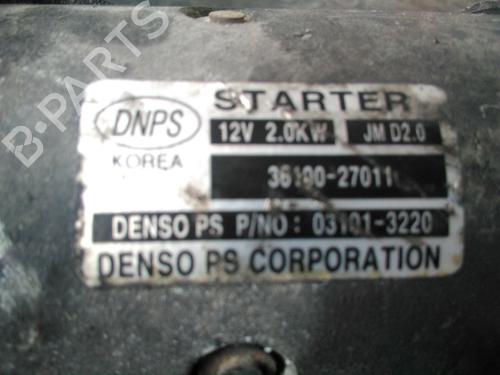 B-PARTS
DNPS
KOREA
STARTER
12V 2.0KW JM D2.0
36100-27011
DENSO PS P/NO: 03101-3220
DENSO PS CORPORATION